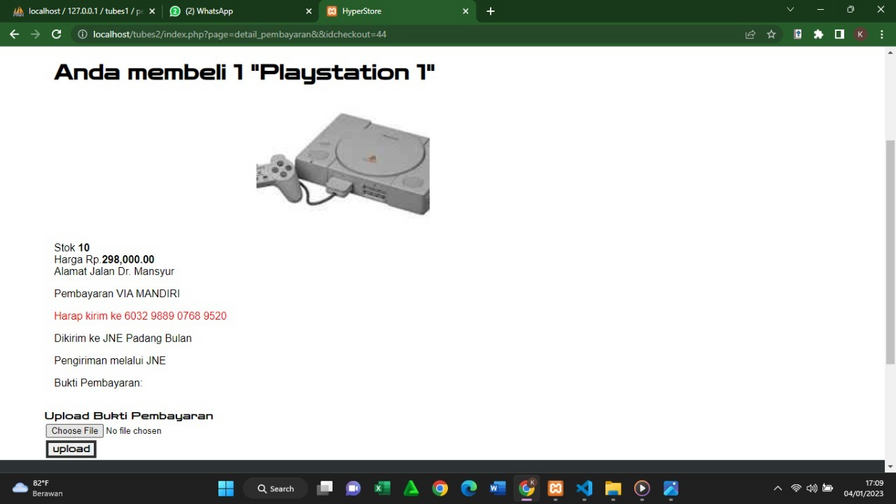 localhost / 127.0.0.1 / tubes1 / pem
(2) WhatsApp
HyperStore
localhost/tubes2/index.php?page=detail_pembayaran&&idcheckout=44
K
Anda membeli 1 "Playstation 1"
Stok 10
Harga Rp.298,000.00
Alamat Jalan Dr. Mansyur
Pembayaran VIA MANDIRI
Harap kirim ke 6032 9889 0768 9520
Dikirim ke JNE Padang Bulan
Pengiriman melalui JNE
Bukti Pembayaran:
Upload Bukti Pembayaran
Choose File No file chosen
upload
82°F
Berawan
Search
17:09
04/01/2023